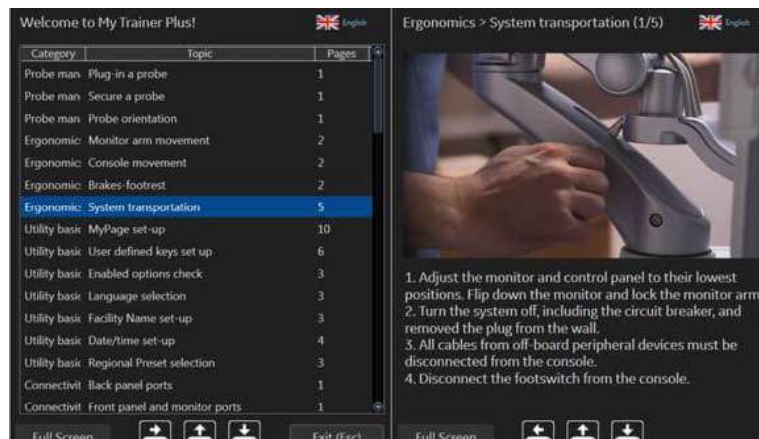 Welcome to My Trainer Plus!
English
Category Topic Pages
Probe man Plug-in a probe 1
Probe man Secure a probe 1
Probe man Probe orientation 1
Ergonomic: Monitor arm movement 2
Ergonomic: Console movement 2
Ergonomic: Brakes-footrest 2
Ergonomic: System transportation 5
Utility basic MyPage set-up 10
Utility basic User defined keys set up 6
Utility basic Enabled options check 3
Utility basic Language selection 3
Utility basic Facility Name set-up 3
Utility basic Date/time set-up 4
Utility basic Regional Preset selection 3
Connectivit Back panel ports 1
Connectivit Front panel and monitor ports 1
Full Screen Exit (Esc)
Ergonomics > System transportation (1/5)
English
1. Adjust the monitor and control panel to their lowest
positions. Flip down the monitor and lock the monitor arm
2. Turn the system off, including the circuit breaker, and
removed the plug from the wall.
3. All cables from off-board peripheral devices must be
disconnected from the console.
4. Disconnect the footswitch from the console.
Full Screen